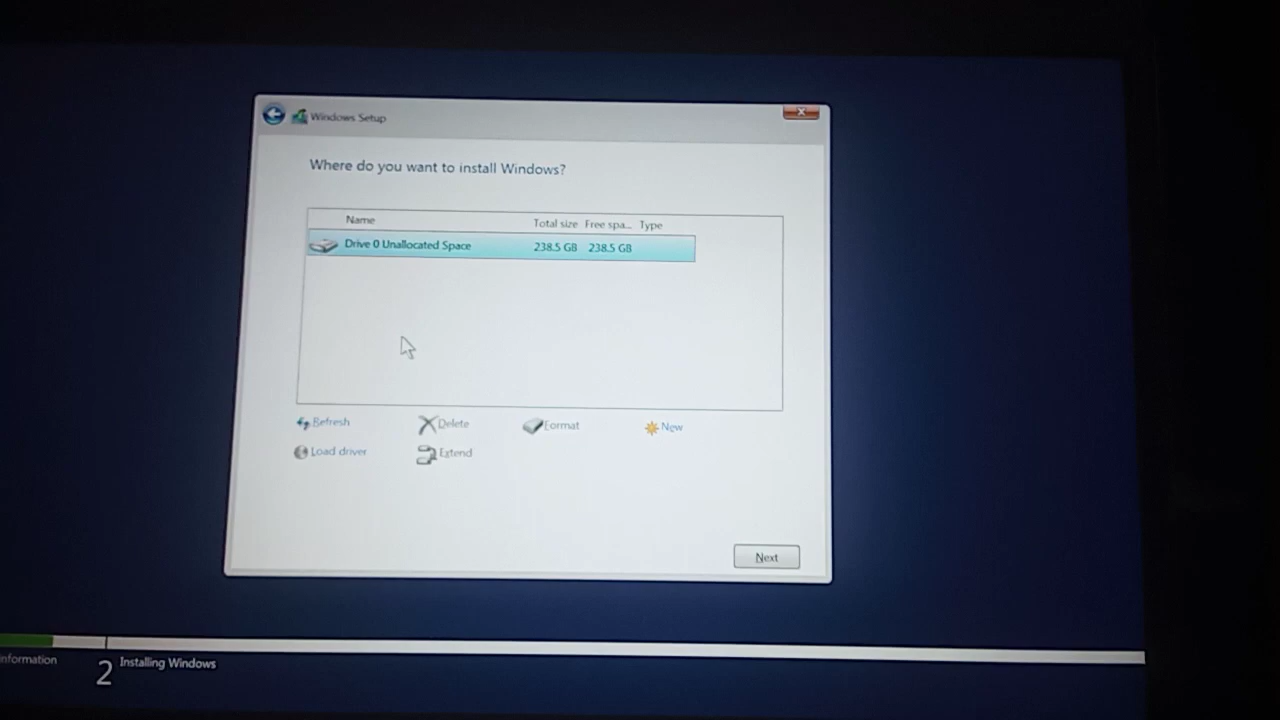 Windows Setup
Where do you want to install Windows?
Name Total size Free spa... Type
Drive 0 Unallocated Space 238.5 GB 238.5 GB
Refresh Delete Format New
Load driver Extend
Next
nformation 2 Installing Windows